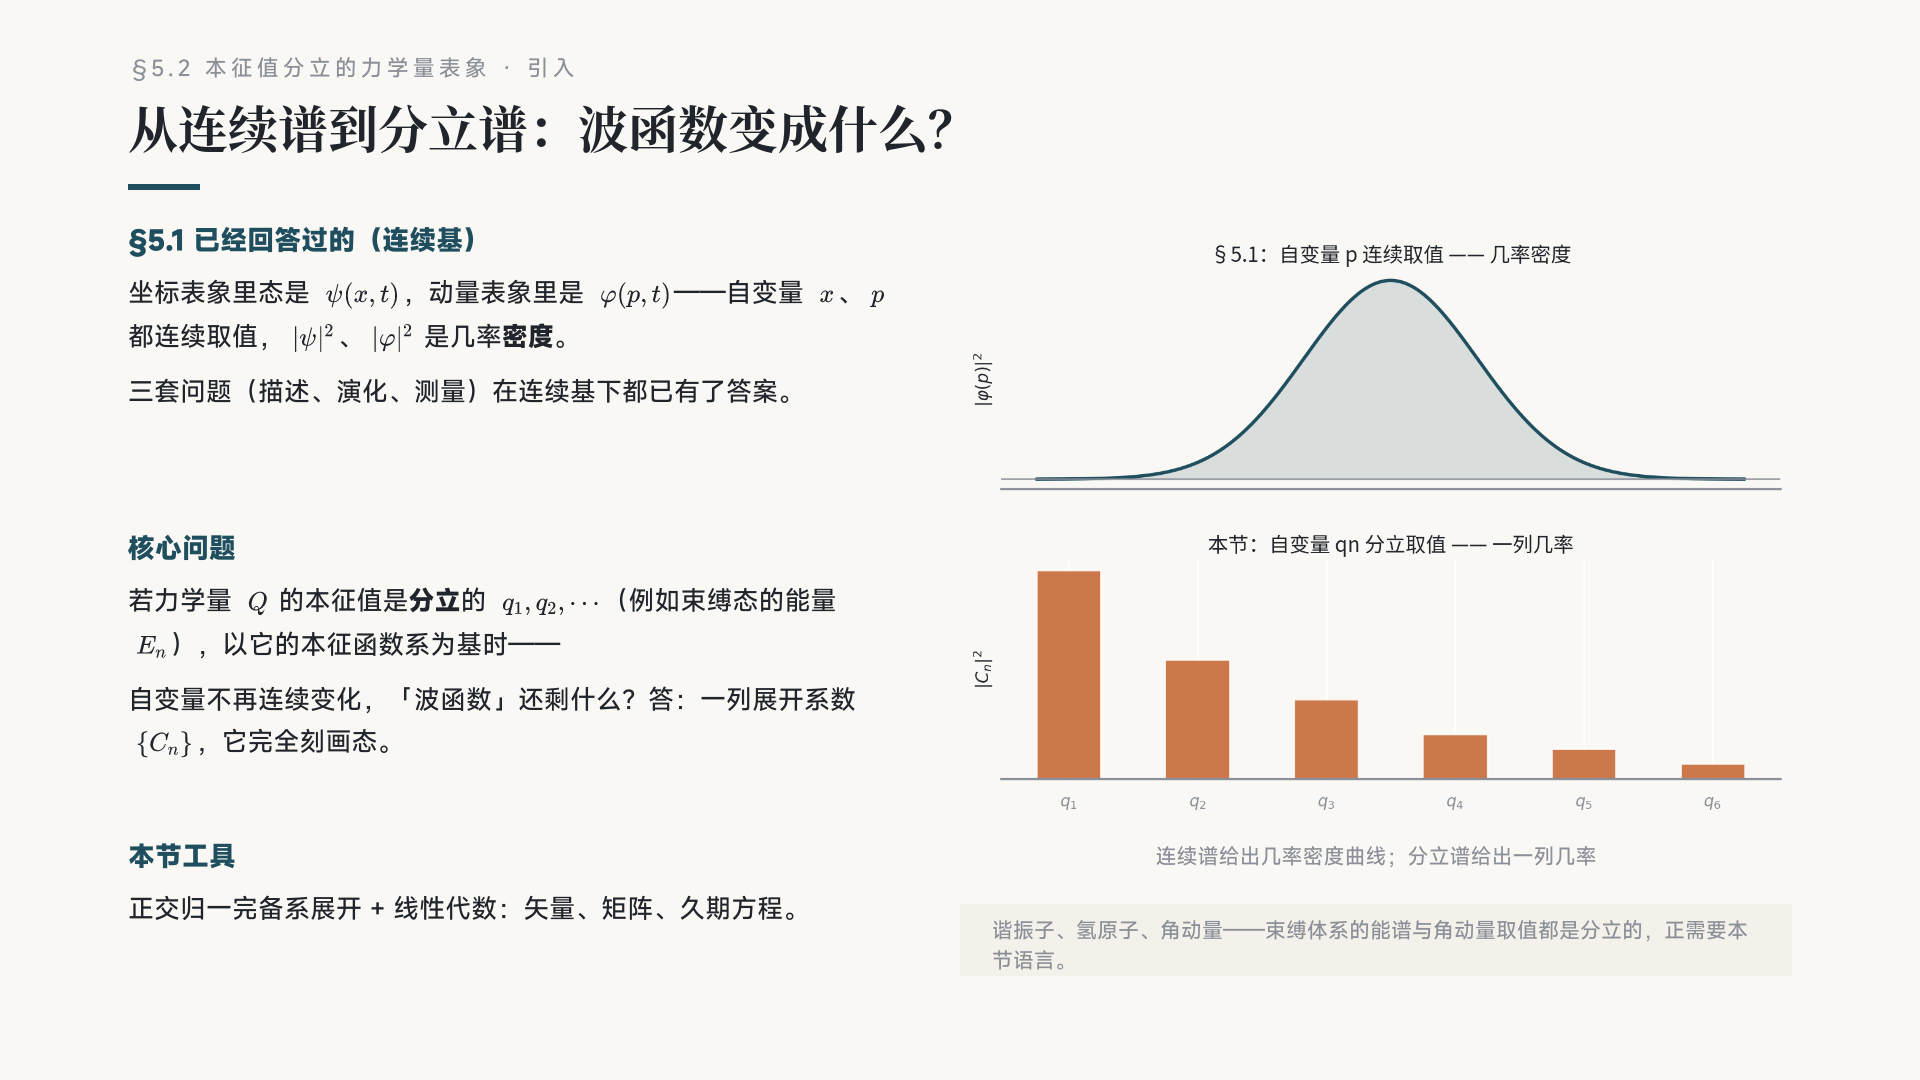 §5.2 本征值分立的力学量表象 · 引入
从连续谱到分立谱：波函数变成什么？
§5.1 已经回答过的（连续基）
坐标表象里态是 ψ(x, t)，动量表象里是 φ(p, t)——自变量 x、p
都连续取值，|ψ|²、|φ|² 是几率密度。
三套问题（描述、演化、测量）在连续基下都已有了答案。
核心问题
若力学量 Q 的本征值是分立的 q₁, q₂, ⋯（例如束缚态的能量
Eₙ），以它的本征函数系为基时——
自变量不再连续变化，「波函数」还剩什么？答：一列展开系数
{Cₙ}，它完全刻画态。
本节工具
正交归一完备系展开 + 线性代数：矢量、矩阵、久期方程。
§5.1：自变量 p 连续取值 —— 几率密度
|φ(p)|²
本节：自变量 qn 分立取值 —— 一列几率
|Cₙ|²
q₁ q₂ q₃ q₄ q₅ q₆
连续谱给出几率密度曲线；分立谱给出一列几率
谐振子、氢原子、角动量——束缚体系的能谱与角动量取值都是分立的，正需要本
节语言。